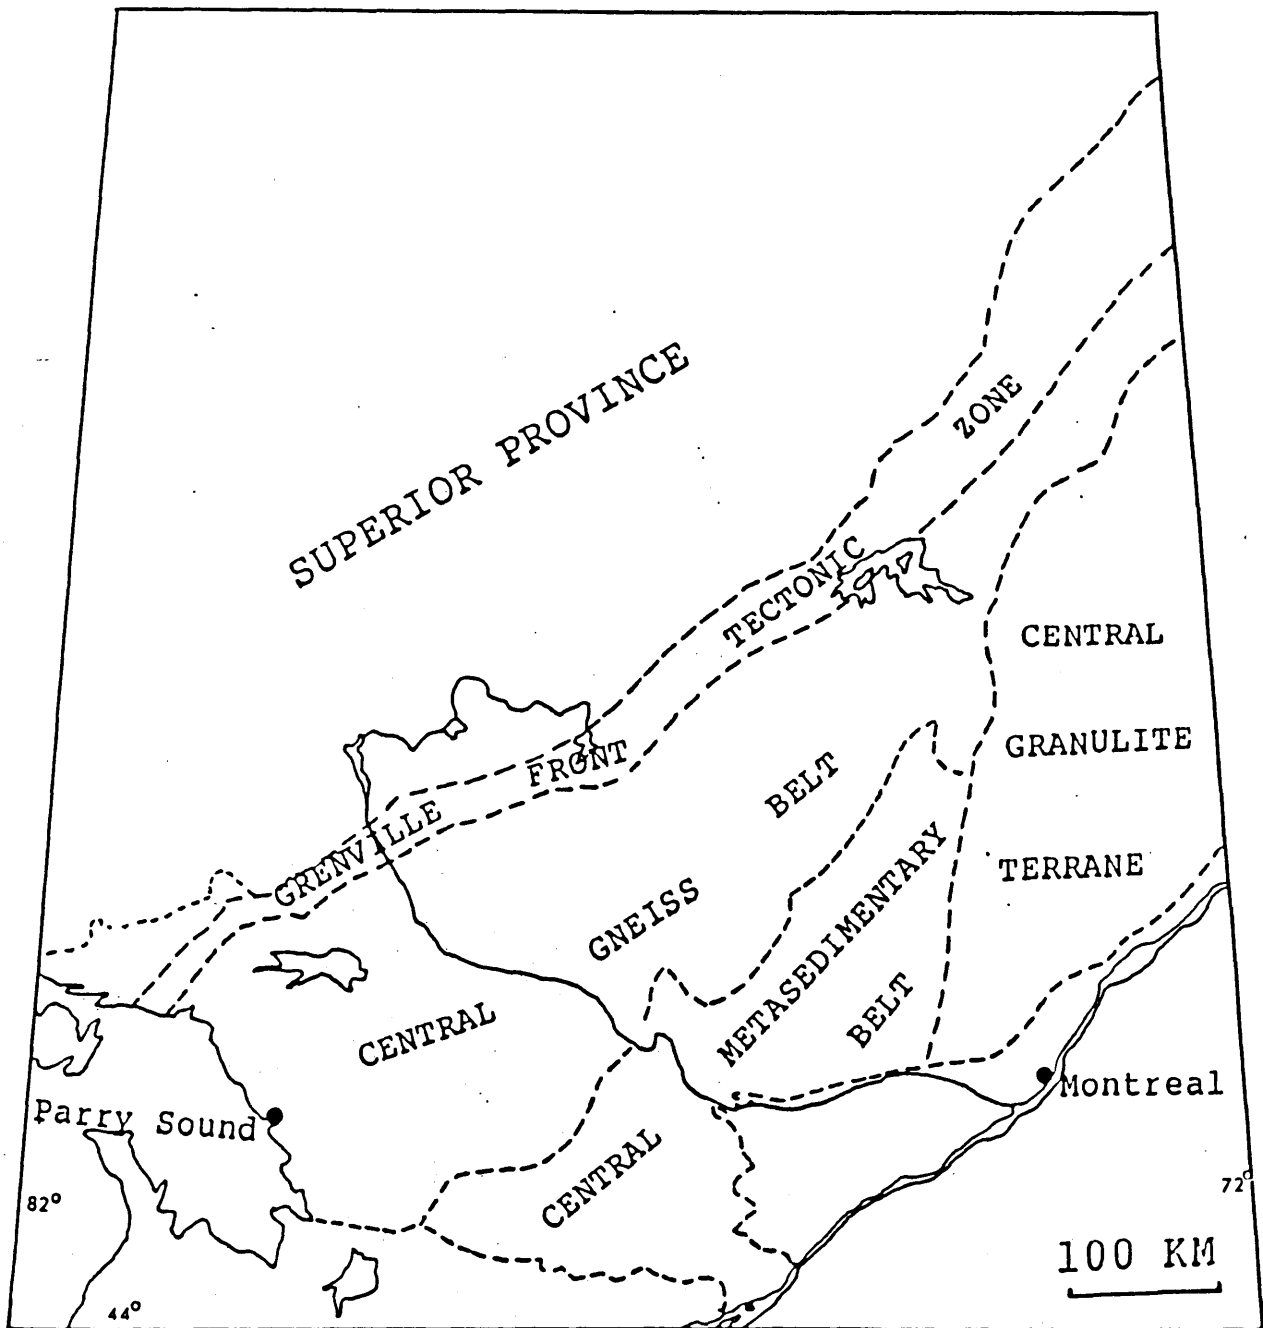 SUPERIOR PROVINCE
GRENVILLE FRONT TECTONIC ZONE
CENTRAL GNEISS BELT
CENTRAL METASEDIMENTARY BELT
CENTRAL
GRANULITE
TERRANE
Parry Sound
Montreal
82°
72°
44°
100 KM